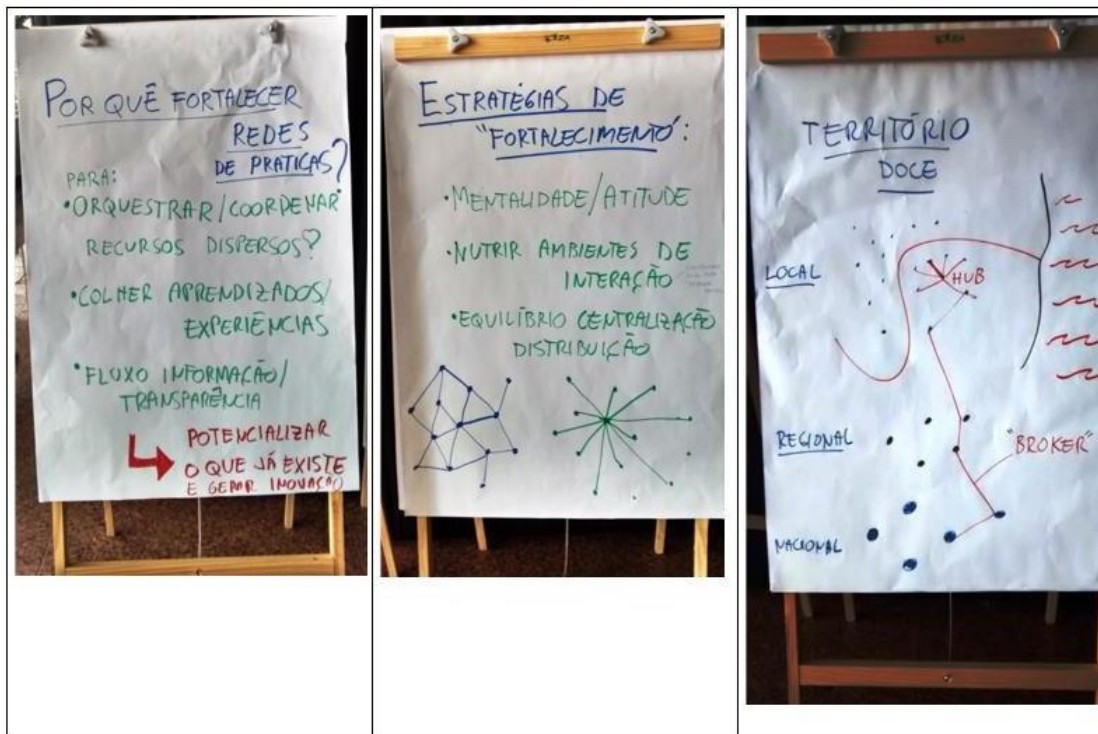 POR QUÊ FORTALECER
REDES
DE PRATICAS?
PARA:
• ORQUESTRAR/COORDENAR
RECURSOS DISPERSOS?
• COLHER APRENDIZADOS/
EXPERIÊNCIAS
• FLUXO INFORMAÇÃO/
TRANSPARÊNCIA
POTENCIALIZAR
O QUE JÁ EXISTE
E GERAR INOVAÇÃO
ESTRATÉGIAS DE
"FORTALECIMENTO":
• MENTALIDADE/ATITUDE
• NUTRIR AMBIENTES DE
INTERAÇÃO
• EQUILÍBRIO CENTRALIZAÇÃO
DISTRIBUIÇÃO
TERRITÓRIO
DOCE
LOCAL
HUB
REGIONAL
"BROKER"
NACIONAL